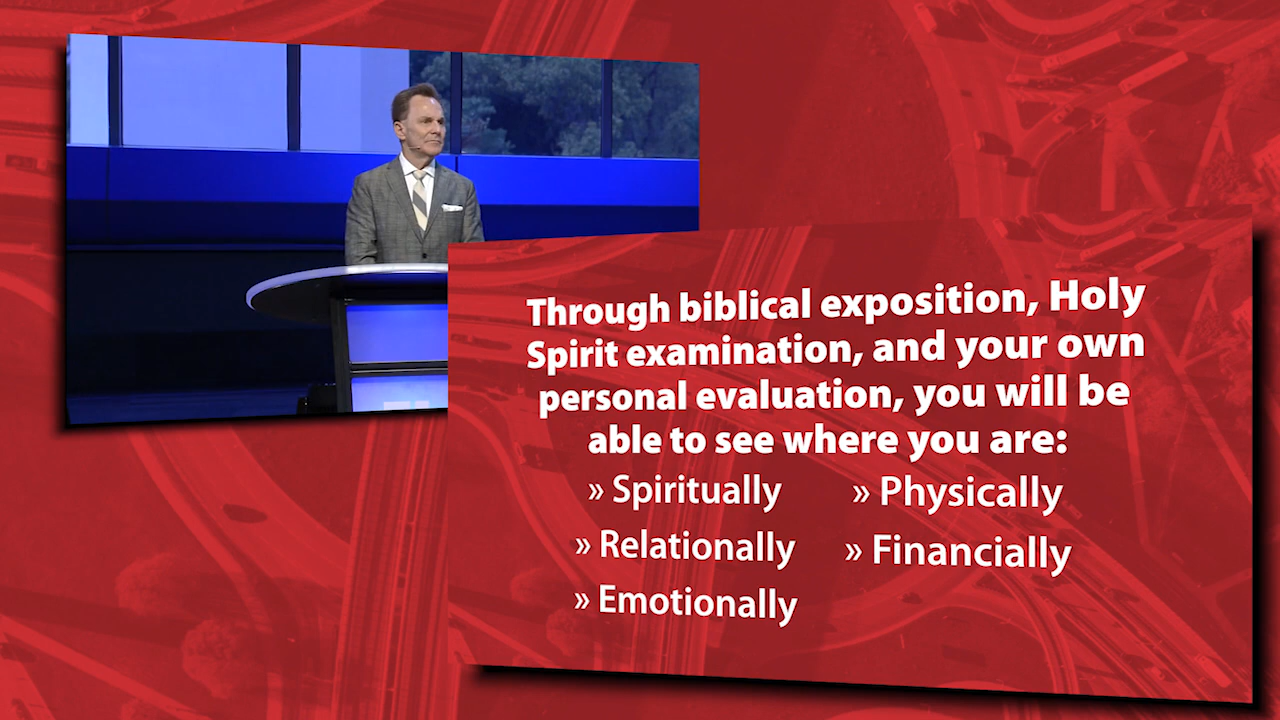 Through biblical exposition, Holy
Spirit examination, and your own
personal evaluation, you will be
able to see where you are:
» Spiritually » Physically
» Relationally » Financially
» Emotionally